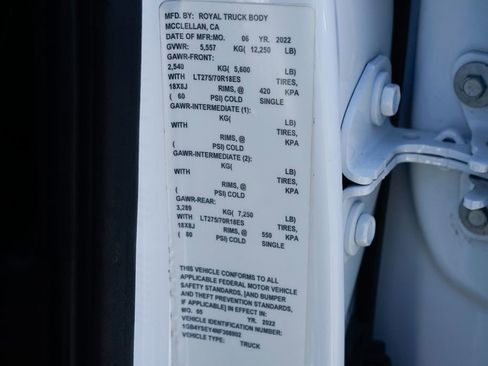 MFD. BY: ROYAL TRUCK BODY
MCCLELLAN, CA
DATE OF MFR:MO. 06 YR. 2022
GVWR: 5,557 KG( 12,250 LB)
GAWR-FRONT:
2,540 KG( 5,600 LB)
WITH LT275/70R18ES TIRES,
18X8J RIMS, @ 420 KPA
( 60 PSI) COLD SINGLE
GAWR-INTERMEDIATE (1):
KG( LB)
WITH TIRES,
RIMS, @ KPA
( PSI) COLD
GAWR-INTERMEDIATE (2):
KG( LB)
WITH TIRES,
RIMS, @ KPA
( PSI) COLD
GAWR-REAR:
3,289 KG( 7,250 LB)
WITH LT275/70R18ES TIRES,
18X8J RIMS, @ 550 KPA
( 80 PSI) COLD SINGLE
THIS VEHICLE CONFORMS TO ALL
APPLICABLE FEDERAL MOTOR VEHICLE
SAFETY STANDARDS, [AND BUMPER
AND THEFT PREVENTION STANDARDS,
IF APPLICABLE] IN EFFECT IN:
MO. 05 YR. 2022
VEHICLE IDENTIFICATION NUMBER:
VEHICLE TYPE: TRUCK